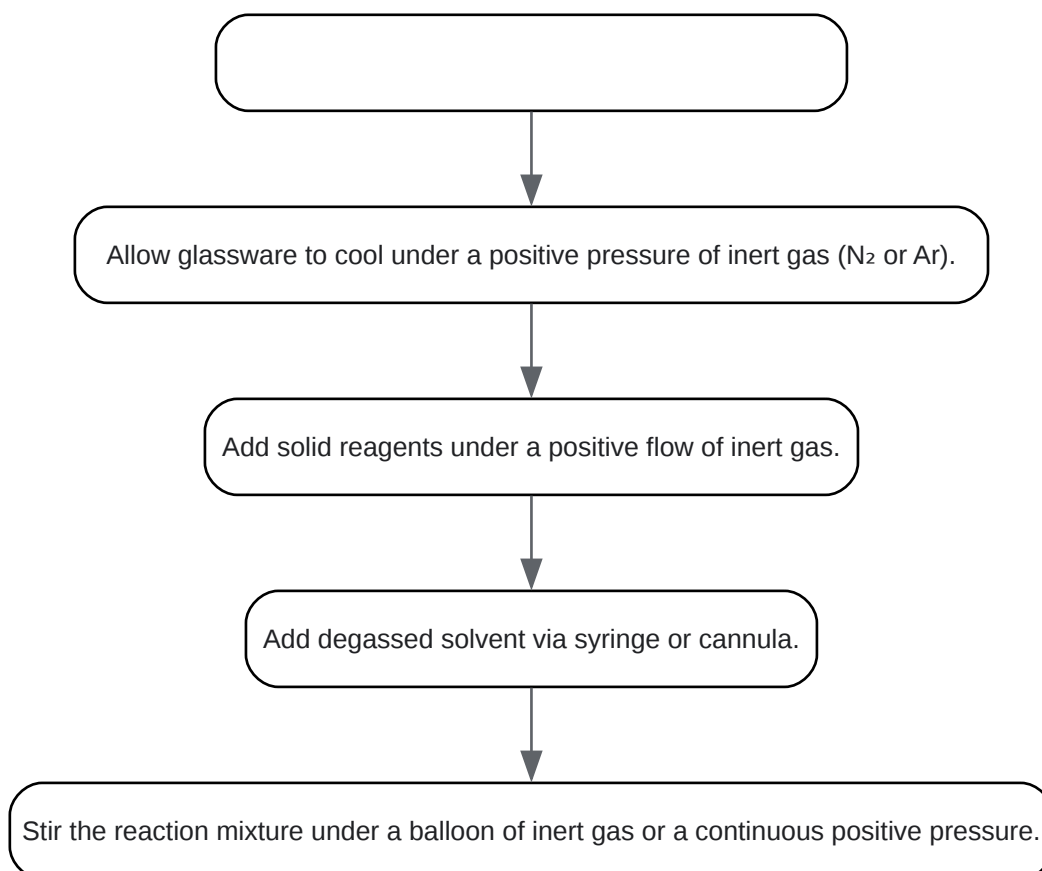 Allow glassware to cool under a positive pressure of inert gas (N₂ or Ar).
Add solid reagents under a positive flow of inert gas.
Add degassed solvent via syringe or cannula.
Stir the reaction mixture under a balloon of inert gas or a continuous positive pressure.